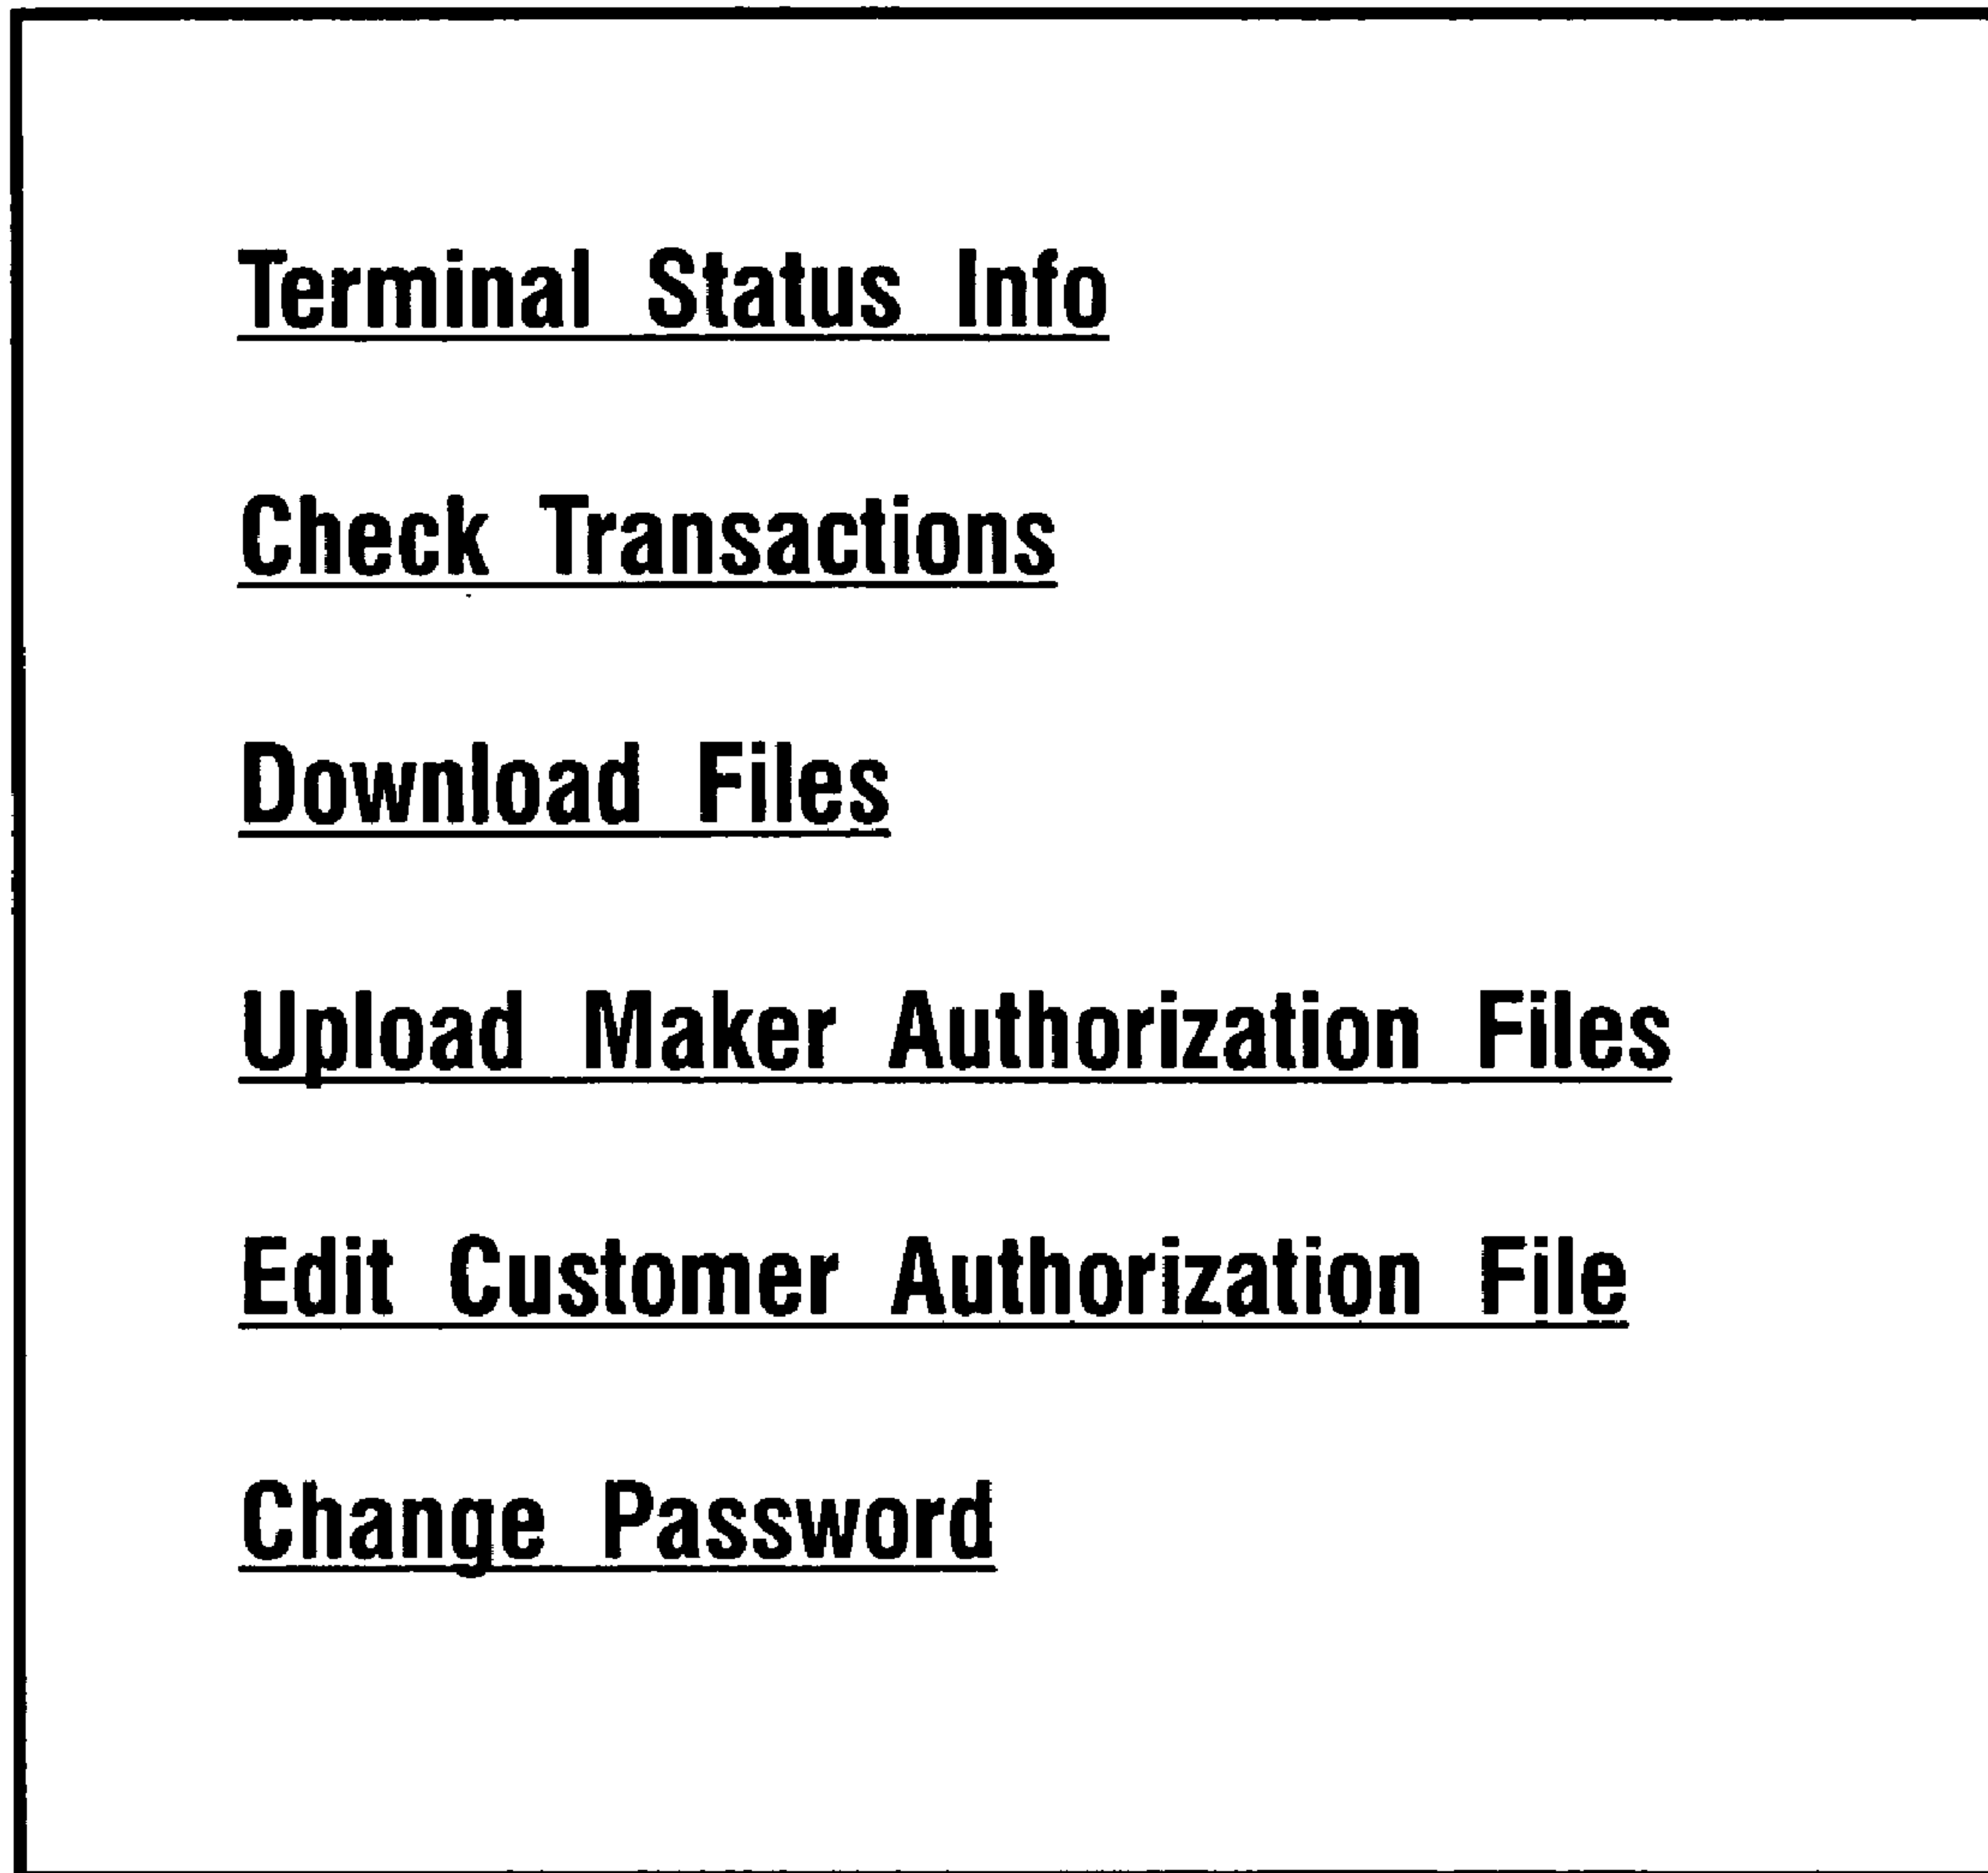 Terminal Status Info
Check Transactions
Download Files
Upload Maker Authorization Files
Edit Customer Authorization File
Change Password